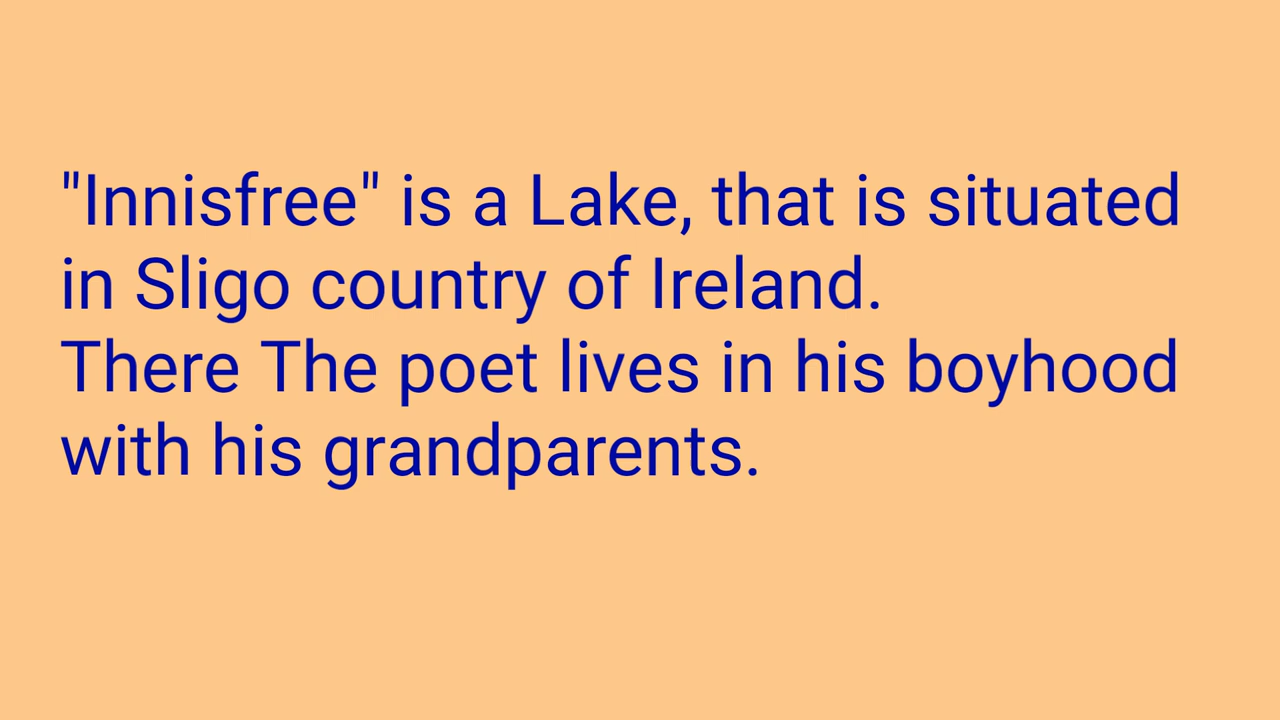 "Innisfree" is a Lake, that is situated
in Sligo country of Ireland.
There The poet lives in his boyhood
with his grandparents.